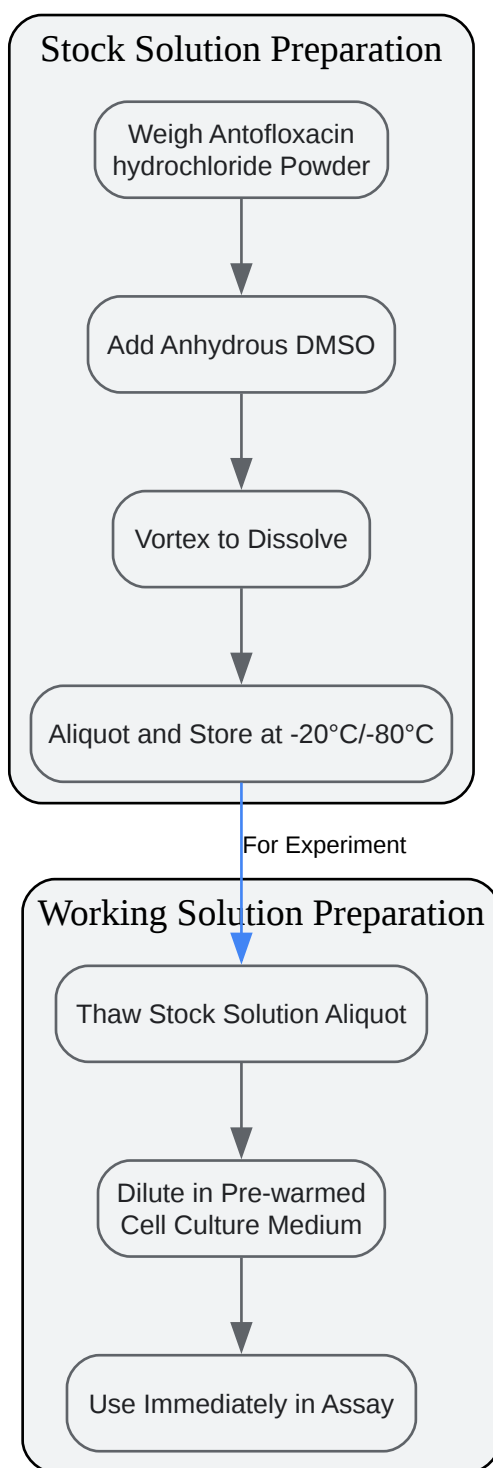 Stock Solution Preparation
Weigh Antofloxacin
hydrochloride Powder
Add Anhydrous DMSO
Vortex to Dissolve
Aliquot and Store at -20°C/-80°C
For Experiment
Working Solution Preparation
Thaw Stock Solution Aliquot
Dilute in Pre-warmed
Cell Culture Medium
Use Immediately in Assay